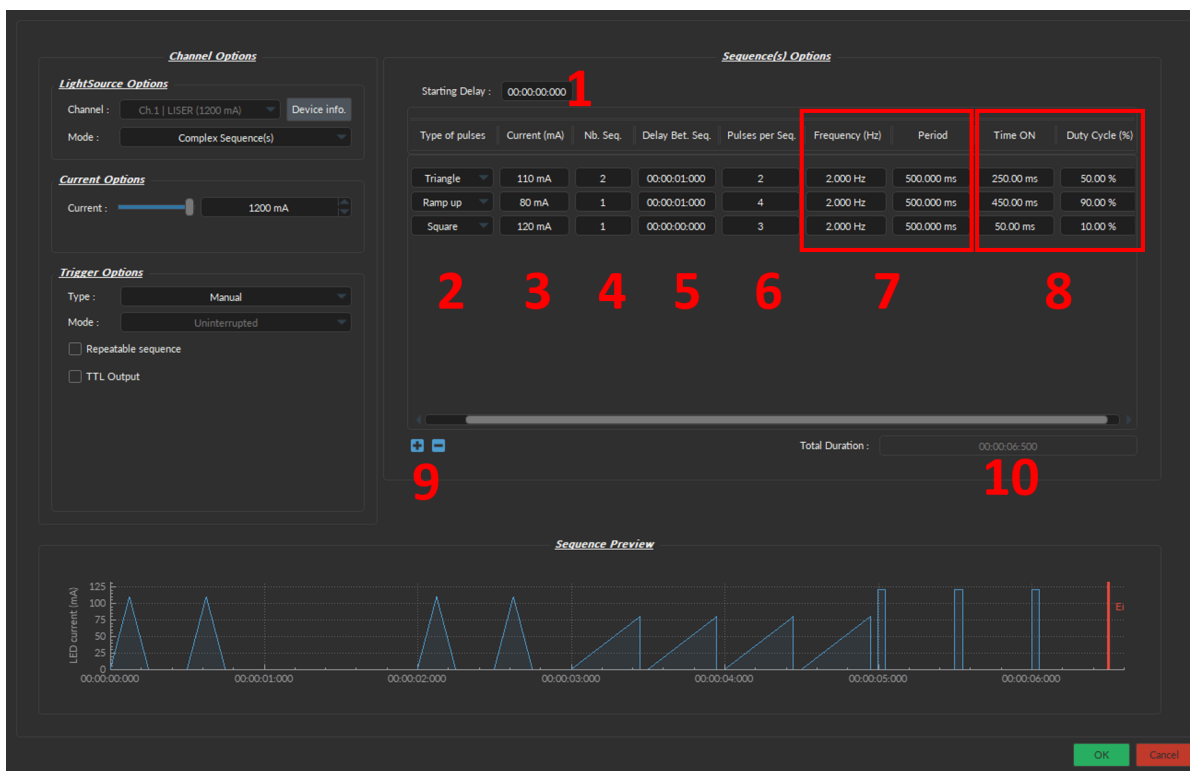 Channel Options
LightSource Options
Channel : Ch.1 | LISER (1200 mA) Device info.
Mode : Complex Sequence(s)
Current Options
Current : 1200 mA
Trigger Options
Type : Manual
Mode : Uninterrupted
Repeatable sequence
TTL Output
Sequence(s) Options
Starting Delay : 00:00:00:000 1
Type of pulses Current (mA) Nb. Seq. Delay Bet. Seq. Pulses per Seq. Frequency (Hz) Period Time ON Duty Cycle (%)
Triangle 110 mA 2 00:00:01:000 2 2.000 Hz 500.000 ms 250.00 ms 50.00 %
Ramp up 80 mA 1 00:00:01:000 4 2.000 Hz 500.000 ms 450.00 ms 90.00 %
Square 120 mA 1 00:00:00:000 3 2.000 Hz 500.000 ms 50.00 ms 10.00 %
2 3 4 5 6 7 8
Total Duration : 00:00:06:500
9 10
Sequence Preview
LED current (mA)
125
100
75
50
25
0
00:00:00:000 00:00:01:000 00:00:02:000 00:00:03:000 00:00:04:000 00:00:05:000 00:00:06:000
Ei
OK Cancel